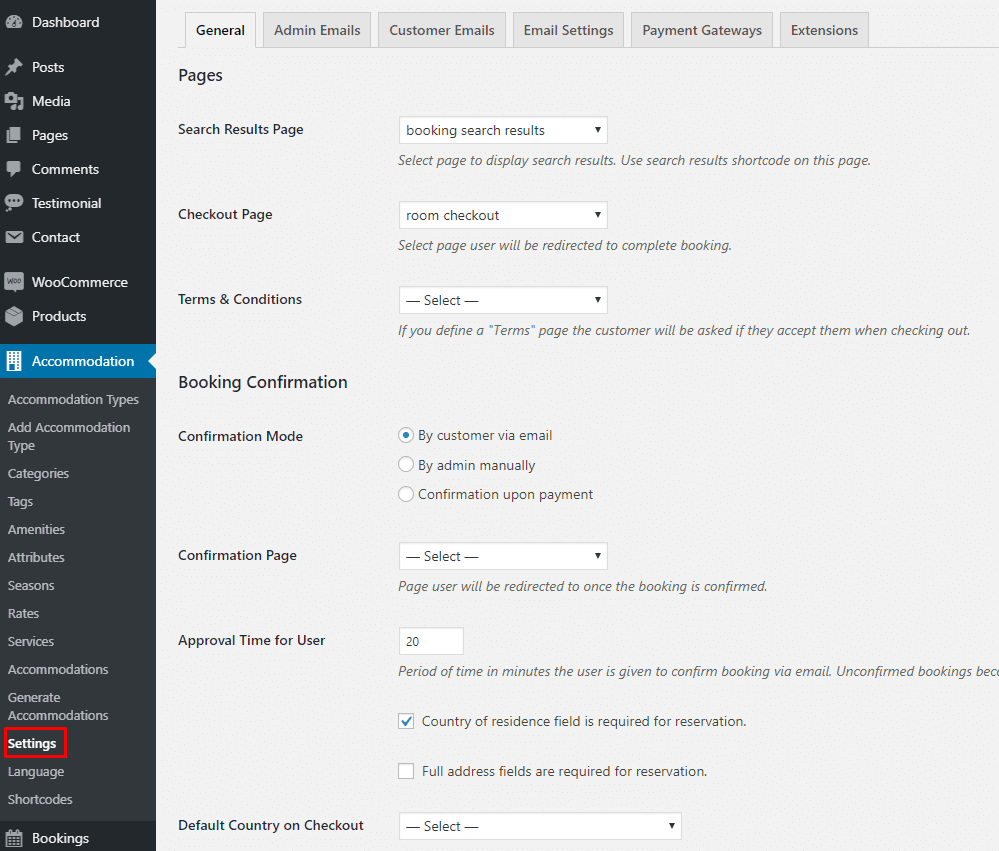 Dashboard
Posts
Media
Pages
Comments
Testimonial
Contact
WooCommerce
Products
Accommodation
Accommodation Types
Add Accommodation
Type
Categories
Tags
Amenities
Attributes
Seasons
Rates
Services
Accommodations
Generate
Accommodations
Settings
Language
Shortcodes
Bookings
General
Admin Emails
Customer Emails
Email Settings
Payment Gateways
Extensions
Pages
Search Results Page
booking search results
Select page to display search results. Use search results shortcode on this page.
Checkout Page
room checkout
Select page user will be redirected to complete booking.
Terms & Conditions
— Select —
If you define a "Terms" page the customer will be asked if they accept them when checking out.
Booking Confirmation
Confirmation Mode
By customer via email
By admin manually
Confirmation upon payment
Confirmation Page
— Select —
Page user will be redirected to once the booking is confirmed.
Approval Time for User
20
Period of time in minutes the user is given to confirm booking via email. Unconfirmed bookings beco
Country of residence field is required for reservation.
Full address fields are required for reservation.
Default Country on Checkout
— Select —